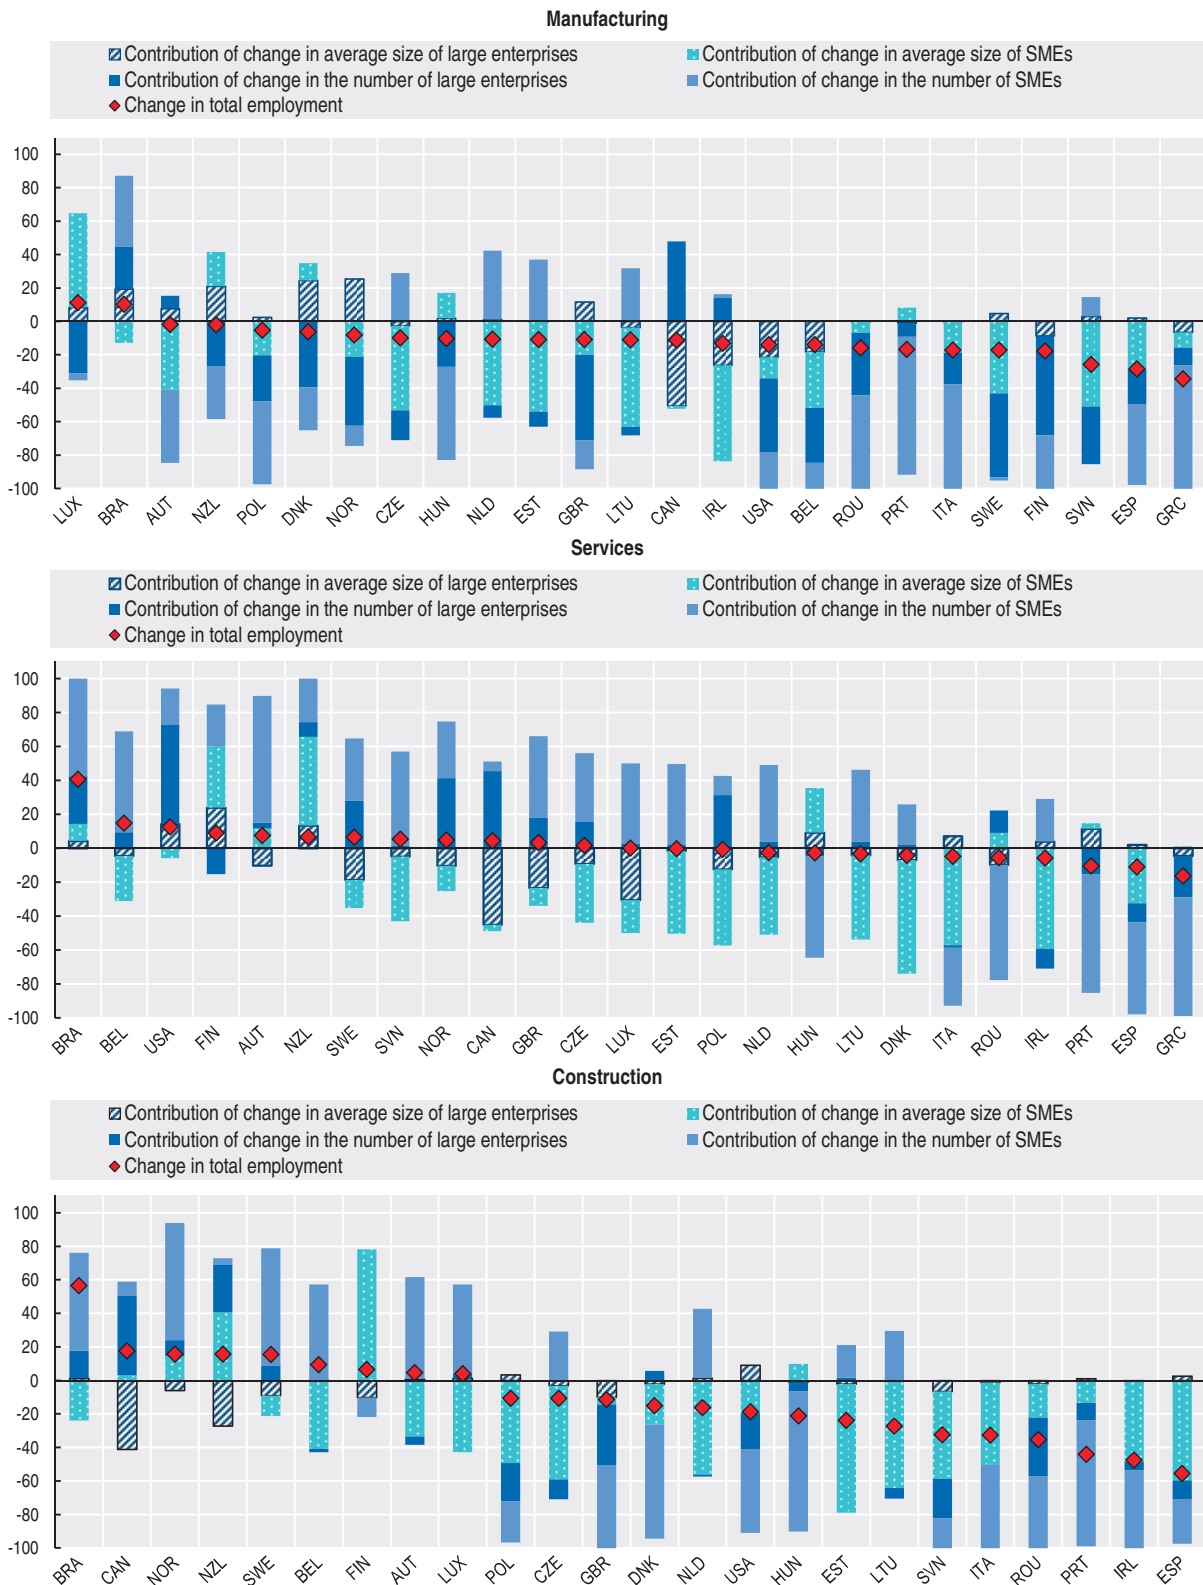 Manufacturing
Contribution of change in average size of large enterprises
Contribution of change in average size of SMEs
Contribution of change in the number of large enterprises
Contribution of change in the number of SMEs
Change in total employment
100
80
60
40
20
0
-20
-40
-60
-80
-100
LUX BRA AUT NZL POL DNK NOR CZE HUN NLD EST GBR LTU CAN IRL USA BEL ROU PRT ITA SWE FIN SVN ESP GRC
Services
Contribution of change in average size of large enterprises
Contribution of change in average size of SMEs
Contribution of change in the number of large enterprises
Contribution of change in the number of SMEs
Change in total employment
100
80
60
40
20
0
-20
-40
-60
-80
-100
BRA BEL USA FIN AUT NZL SWE SVN NOR CAN GBR CZE LUX EST POL NLD HUN LTU DNK ITA ROU IRL PRT ESP GRC
Construction
Contribution of change in average size of large enterprises
Contribution of change in average size of SMEs
Contribution of change in the number of large enterprises
Contribution of change in the number of SMEs
Change in total employment
100
80
60
40
20
0
-20
-40
-60
-80
-100
BRA CAN NOR NZL SWE BEL FIN AUT LUX POL CZE GBR DNK NLD USA HUN EST LTU SVN ITA ROU PRT IRL ESP